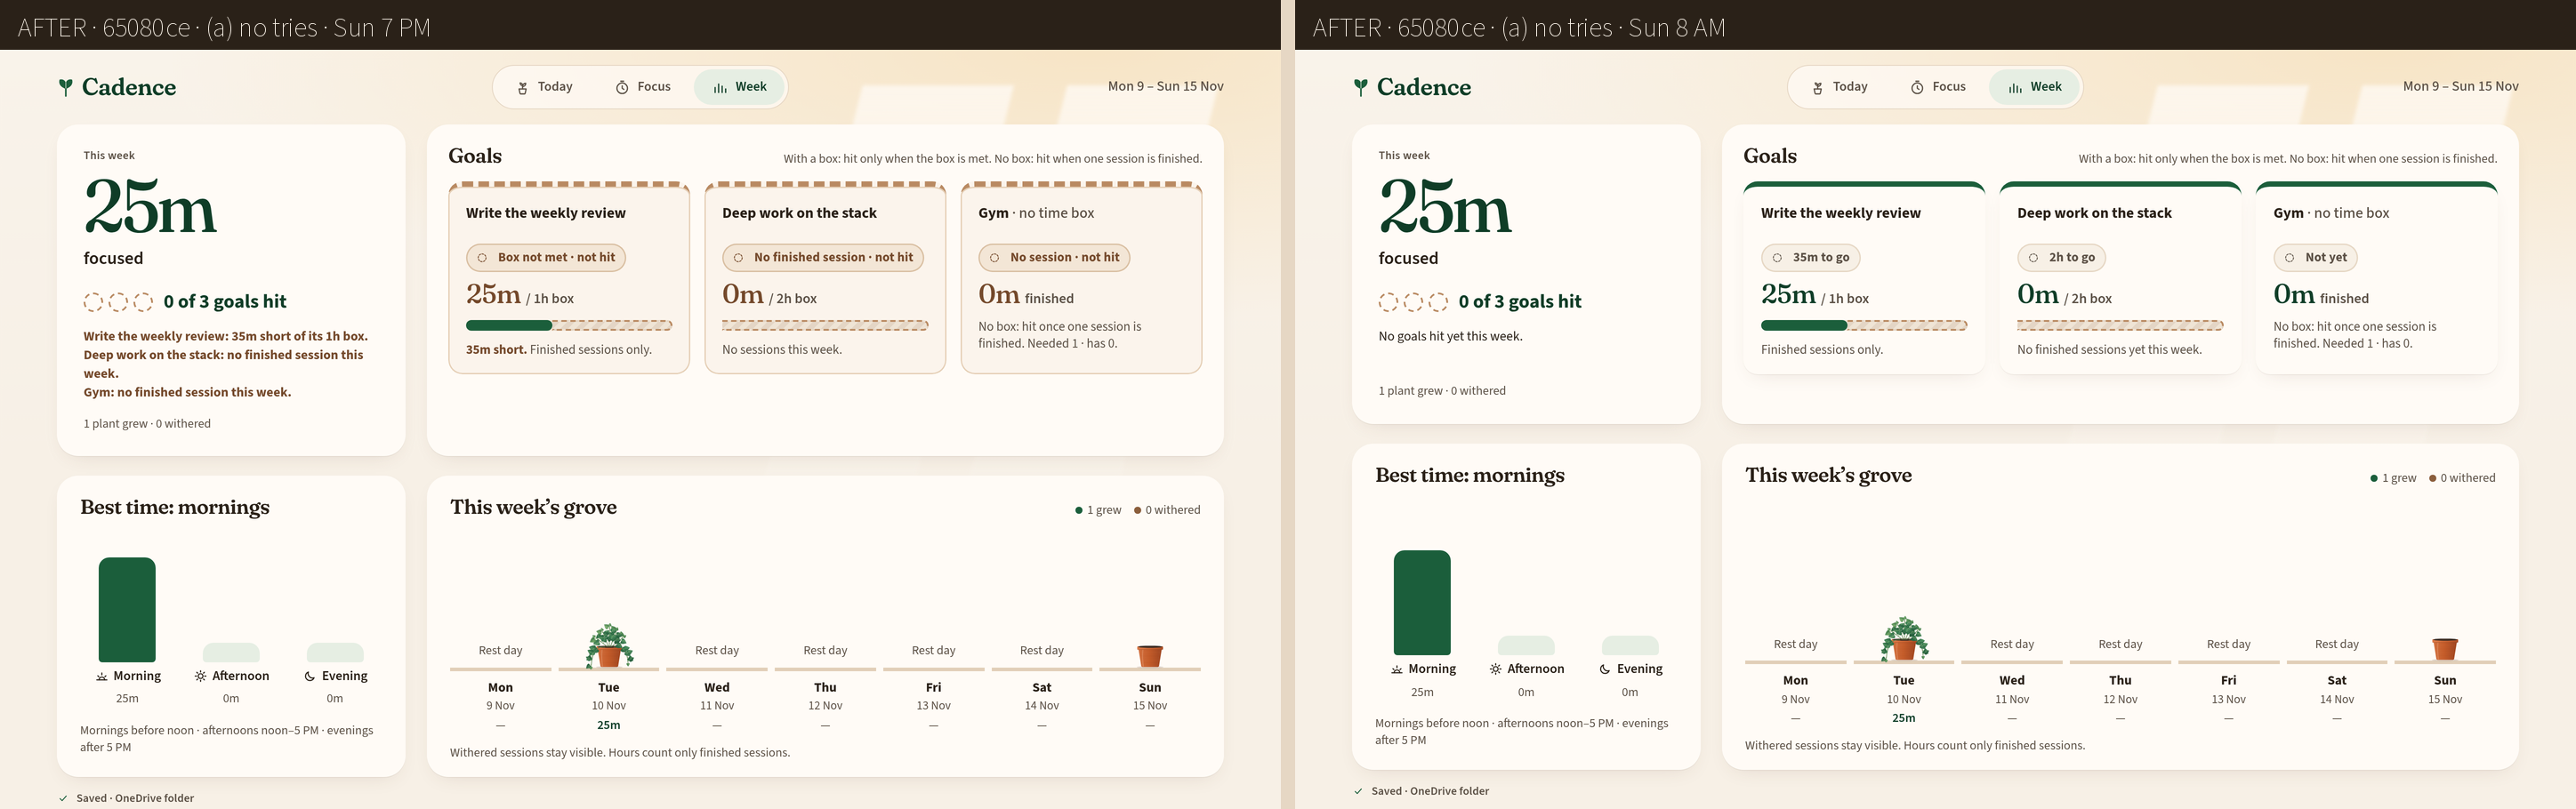 AFTER · 65080ce · (a) no tries · Sun 7 PM
Cadence
Today
Focus
Week
Mon 9 – Sun 15 Nov
This week
25m
focused
0 of 3 goals hit
Write the weekly review: 35m short of its 1h box.
Deep work on the stack: no finished session this
week.
Gym: no finished session this week.
1 plant grew · 0 withered
Goals
With a box: hit only when the box is met. No box: hit when one session is finished.
Write the weekly review
Box not met · not hit
25m / 1h box
35m short. Finished sessions only.
Deep work on the stack
No finished session · not hit
0m / 2h box
No sessions this week.
Gym · no time box
No session · not hit
0m finished
No box: hit once one session is
finished. Needed 1 · has 0.
Best time: mornings
Morning
25m
Afternoon
0m
Evening
0m
Mornings before noon · afternoons noon–5 PM · evenings
after 5 PM
This week’s grove
1 grew
0 withered
Rest day
Mon
9 Nov
—
Tue
10 Nov
25m
Rest day
Wed
11 Nov
—
Rest day
Thu
12 Nov
—
Rest day
Fri
13 Nov
—
Rest day
Sat
14 Nov
—
Sun
15 Nov
—
Withered sessions stay visible. Hours count only finished sessions.
Saved · OneDrive folder
AFTER · 65080ce · (a) no tries · Sun 8 AM
Cadence
Today
Focus
Week
Mon 9 – Sun 15 Nov
This week
25m
focused
0 of 3 goals hit
No goals hit yet this week.
1 plant grew · 0 withered
Goals
With a box: hit only when the box is met. No box: hit when one session is finished.
Write the weekly review
35m to go
25m / 1h box
Finished sessions only.
Deep work on the stack
2h to go
0m / 2h box
No finished sessions yet this week.
Gym · no time box
Not yet
0m finished
No box: hit once one session is
finished. Needed 1 · has 0.
Best time: mornings
Morning
25m
Afternoon
0m
Evening
0m
Mornings before noon · afternoons noon–5 PM · evenings
after 5 PM
This week’s grove
1 grew
0 withered
Rest day
Mon
9 Nov
—
Tue
10 Nov
25m
Rest day
Wed
11 Nov
—
Rest day
Thu
12 Nov
—
Rest day
Fri
13 Nov
—
Rest day
Sat
14 Nov
—
Sun
15 Nov
—
Withered sessions stay visible. Hours count only finished sessions.
Saved · OneDrive folder